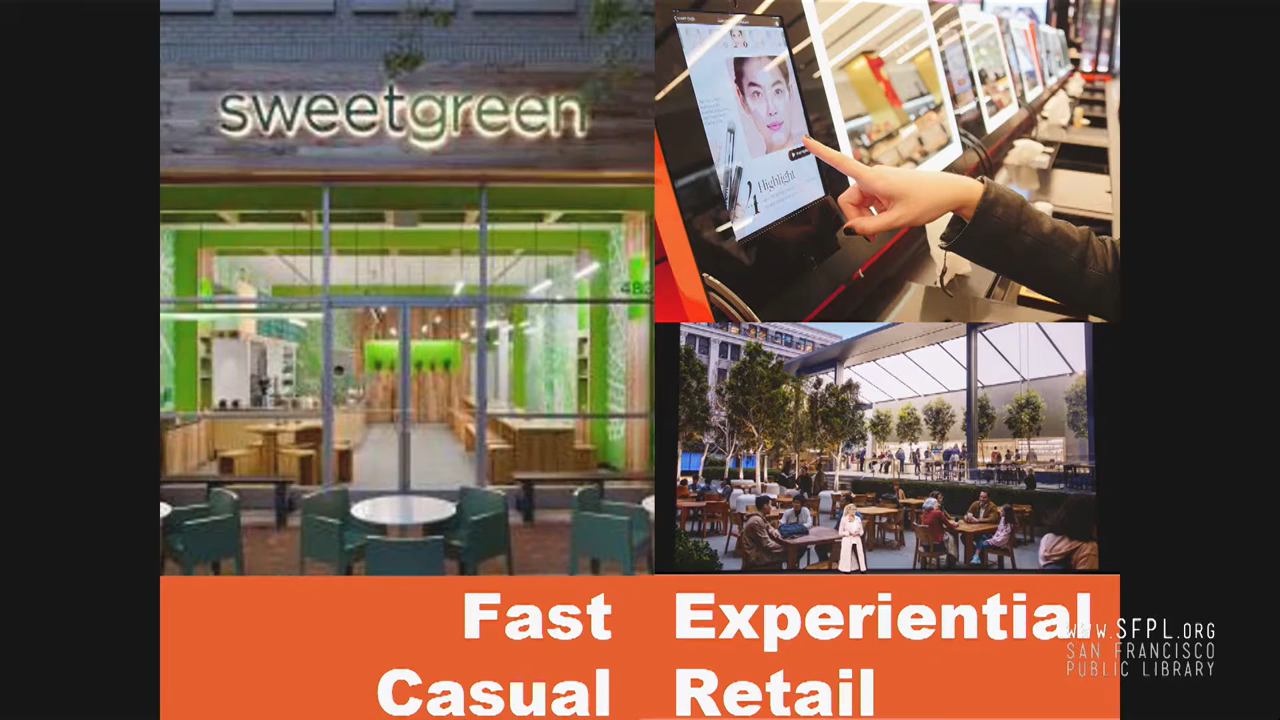 sweetgreen
Highlight
Fast
Casual
Experiential
Retail
WWW.SFPL.ORG
SAN FRANCISCO
PUBLIC LIBRARY